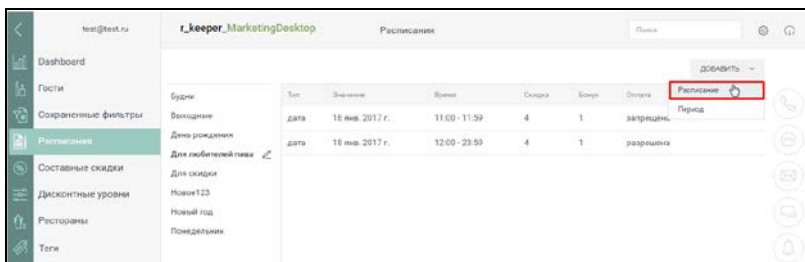 test@test.ru
r_keeper_MarketingDesktop
Расписания
Поиск
Dashboard
ДОБАВИТЬ
Гости
Будни
Тип
Значение
Время
Скидка
Бонус
Оплата
Расписание
Сохраненные фильтры
Выходные
дата
16 янв. 2017 г.
11:00 - 11:59
4
1
запрещена
Период
Расписания
День рождения
дата
18 янв. 2017 г.
12:00 - 23:59
4
1
разрешена
Для любителей пива
Составные скидки
Для скидки
Дисконтные уровни
Новое123
Новый год
Рестораны
Понедельник
Теги